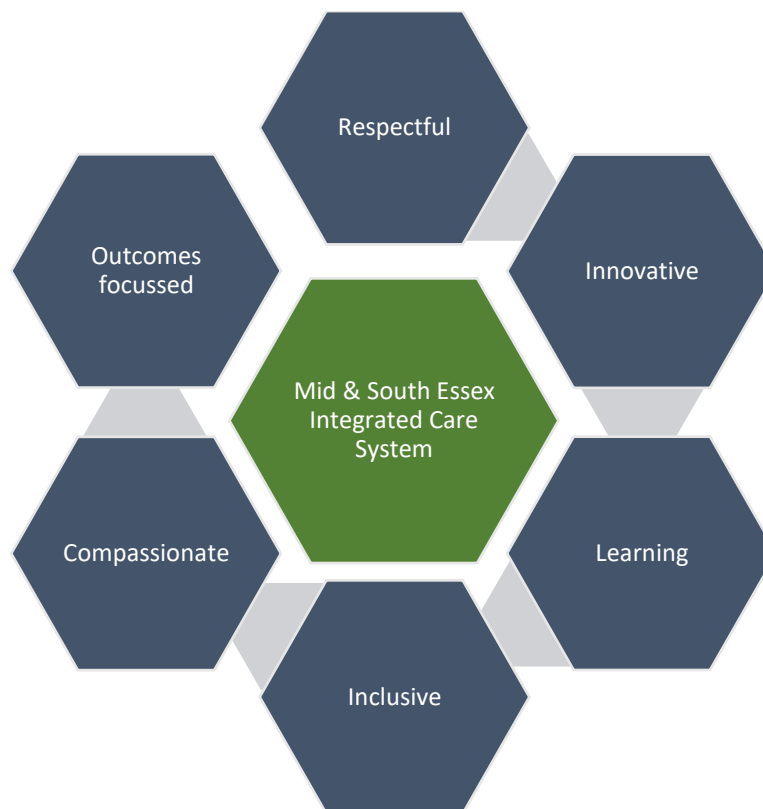 Respectful
Outcomes
focussed
Innovative
Mid & South Essex
Integrated Care
System
Compassionate
Learning
Inclusive